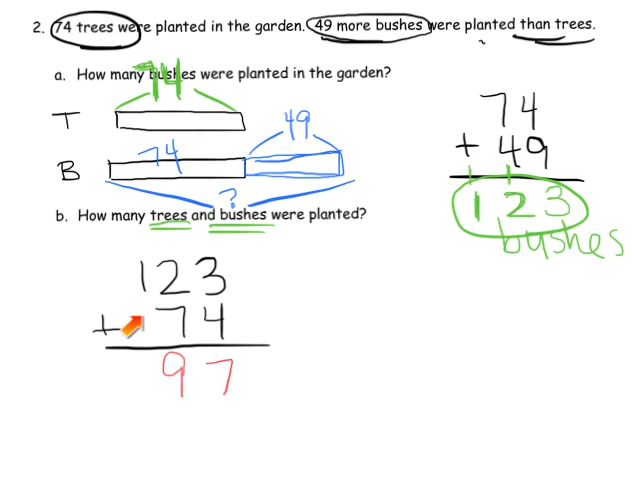 2. 74 trees were planted in the garden. 49 more bushes were planted than trees.
a. How many bushes were planted in the garden?
74
T
49
B 74
?
74
+ 49
123
bushes
b. How many trees and bushes were planted?
123
+ 74
97